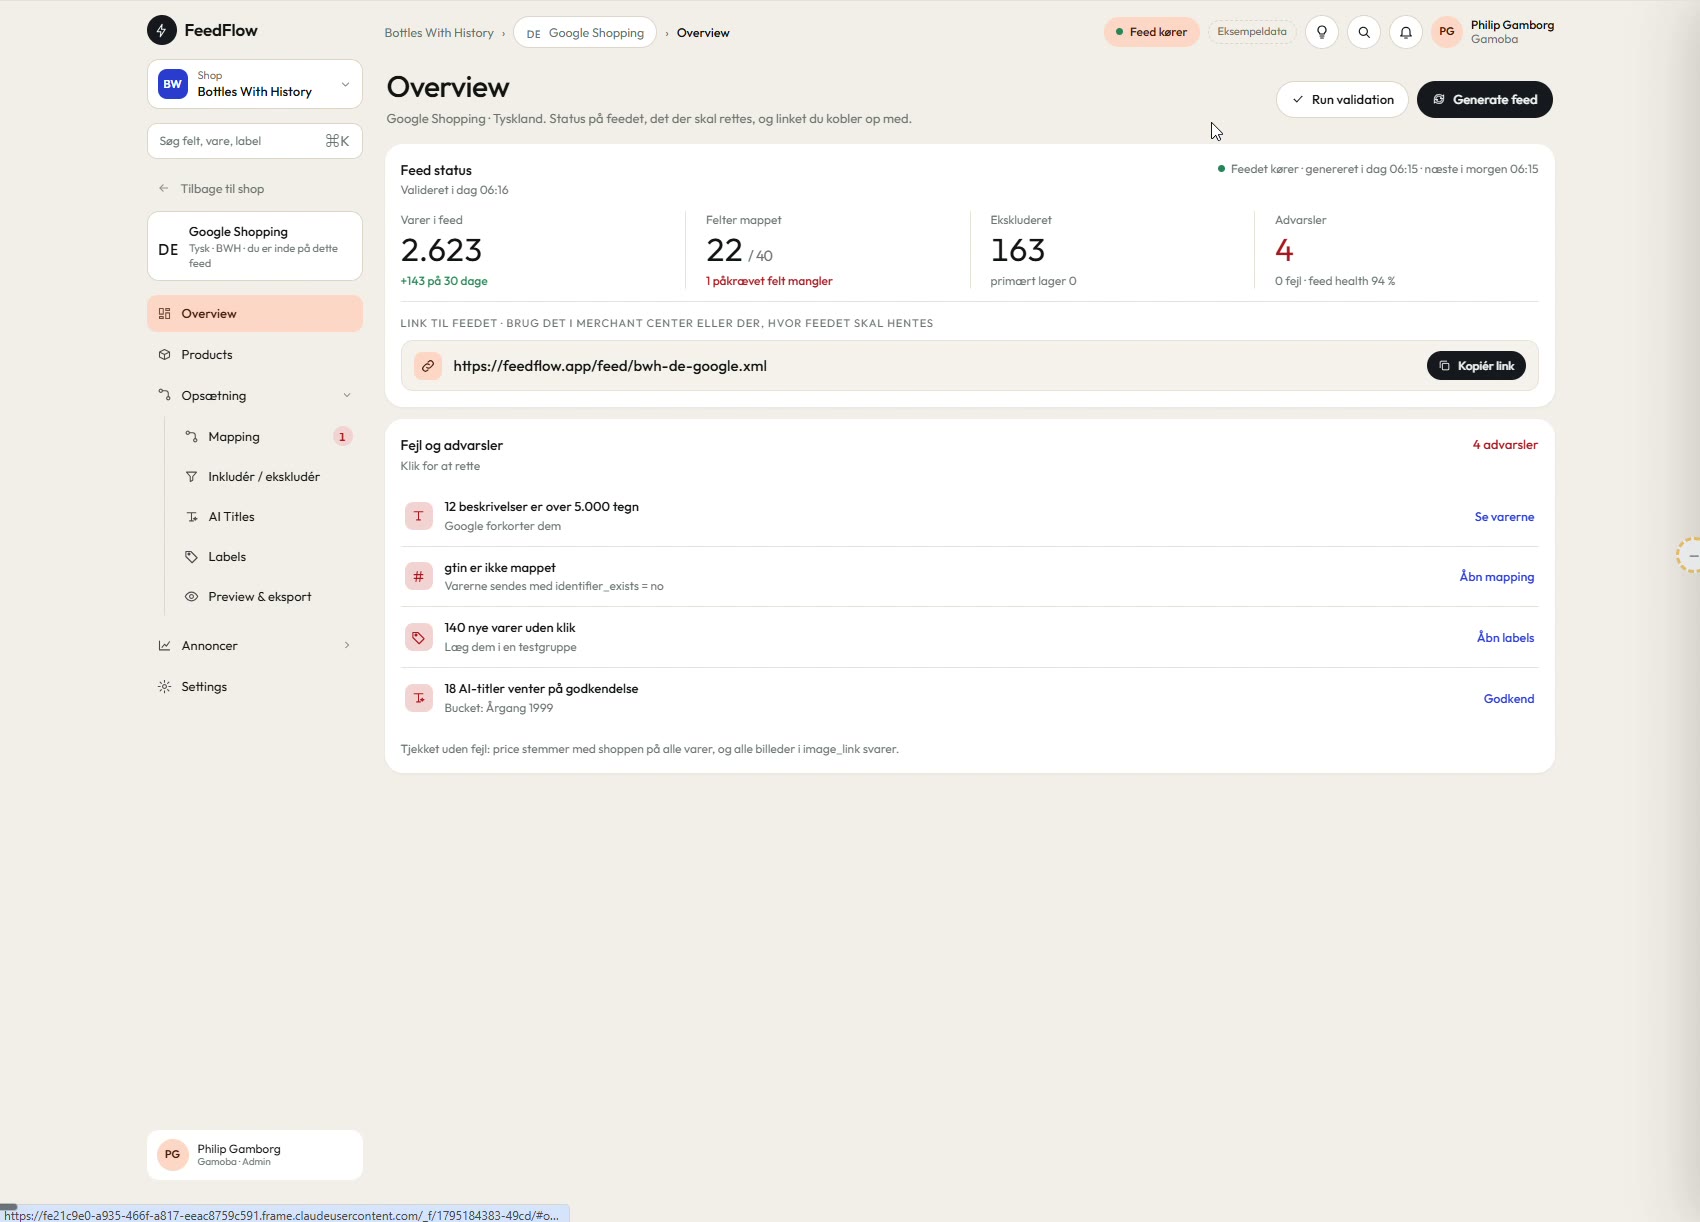 FeedFlow
BW
Shop
Bottles With History
Søg felt, vare, label
⌘K
Tilbage til shop
DE
Google Shopping
Tysk · BWH · du er inde på dette
feed
Overview
Products
Opsætning
Mapping
1
Inkludér / ekskludér
AI Titles
Labels
Preview & eksport
Annoncer
Settings
PG
Philip Gamborg
Gamoba · Admin
Bottles With History › DE Google Shopping › Overview
Feed kører
Eksempeldata
PG
Philip Gamborg
Gamoba
Overview
Google Shopping · Tyskland. Status på feedet, det der skal rettes, og linket du kobler op med.
Run validation
Generate feed
Feed status
Valideret i dag 06:16
Feedet kører · genereret i dag 06:15 · næste i morgen 06:15
Varer i feed
2.623
+143 på 30 dage
Felter mappet
22 / 40
1 påkrævet felt mangler
Ekskluderet
163
primært lager 0
Advarsler
4
0 fejl · feed health 94 %
LINK TIL FEEDET · BRUG DET I MERCHANT CENTER ELLER DER, HVOR FEEDET SKAL HENTES
https://feedflow.app/feed/bwh-de-google.xml
Kopiér link
Fejl og advarsler
Klik for at rette
4 advarsler
12 beskrivelser er over 5.000 tegn
Google forkorter dem
Se varerne
gtin er ikke mappet
Varerne sendes med identifier_exists = no
Åbn mapping
140 nye varer uden klik
Læg dem i en testgruppe
Åbn labels
18 AI-titler venter på godkendelse
Bucket: Årgang 1999
Godkend
Tjekket uden fejl: price stemmer med shoppen på alle varer, og alle billeder i image_link svarer.
https://fe21c9e0-a935-466f-a817-eeac8759c591.frame.claudeusercontent.com/_f/1795184383-49cd/#o...